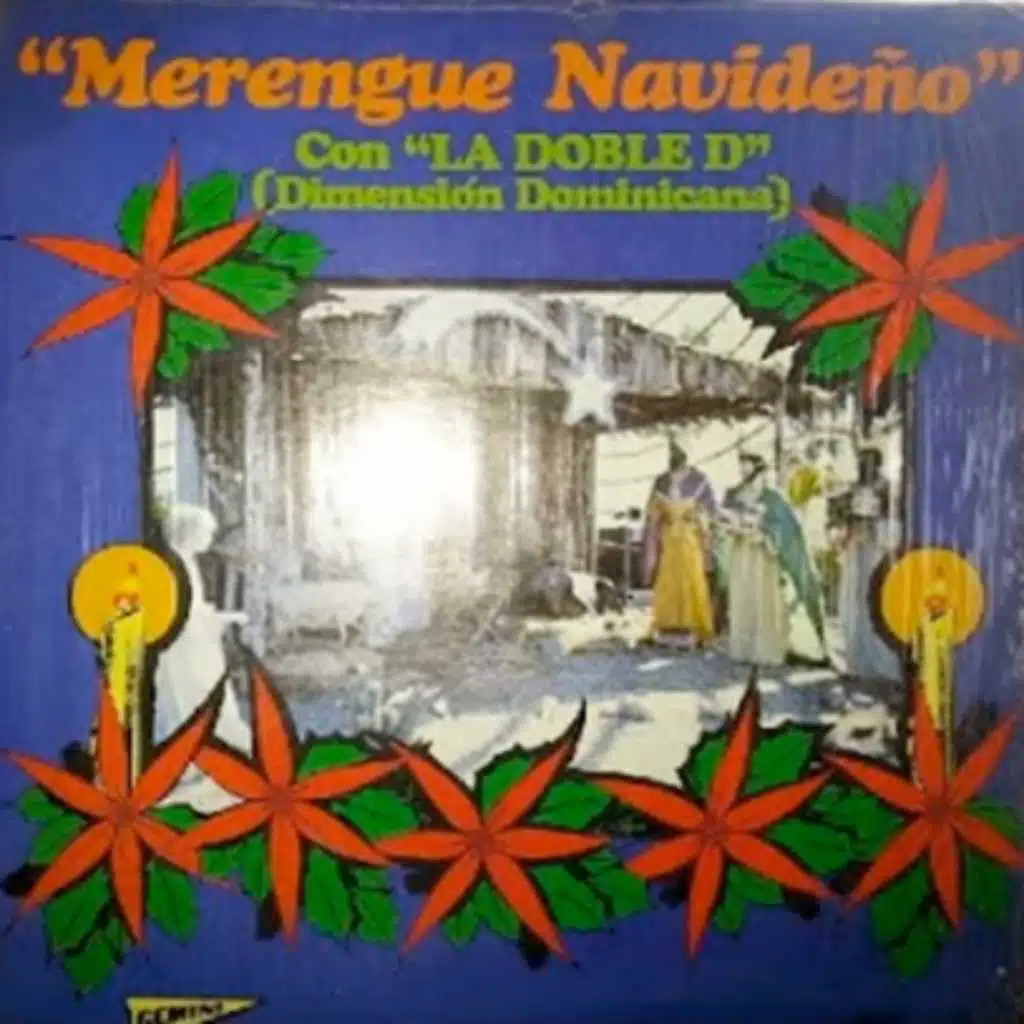 “Merengue Navideño”
Con “LA DOBLE D”
(Dimensión Dominicana)
GEMINI